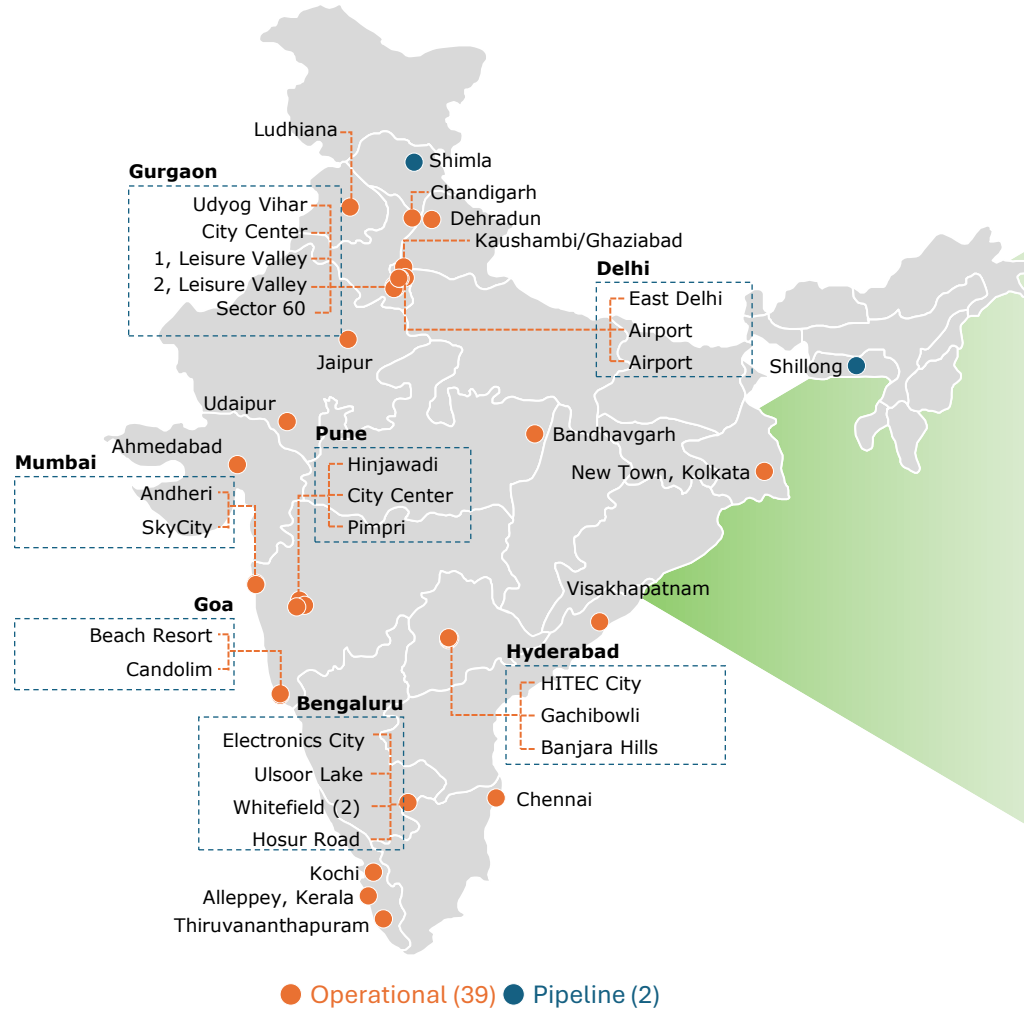 Ludhiana
Shimla
Gurgaon
Chandigarh
Udyog Vihar
Dehradun
City Center
Kaushambi/Ghaziabad
1, Leisure Valley
Delhi
2, Leisure Valley
East Delhi
Sector 60
Airport
Jaipur
Airport
Shillong
Udaipur
Pune
Bandhavgarh
Ahmedabad
Mumbai
Hinjawadi
New Town, Kolkata
Andheri
City Center
SkyCity
Pimpri
Visakhapatnam
Goa
Beach Resort
Hyderabad
Candolim
HITEC City
Bengaluru
Gachibowli
Electronics City
Banjara Hills
Ulsoor Lake
Chennai
Whitefield (2)
Hosur Road
Kochi
Alleppey, Kerala
Thiruvananthapuram
Operational (39) Pipeline (2)